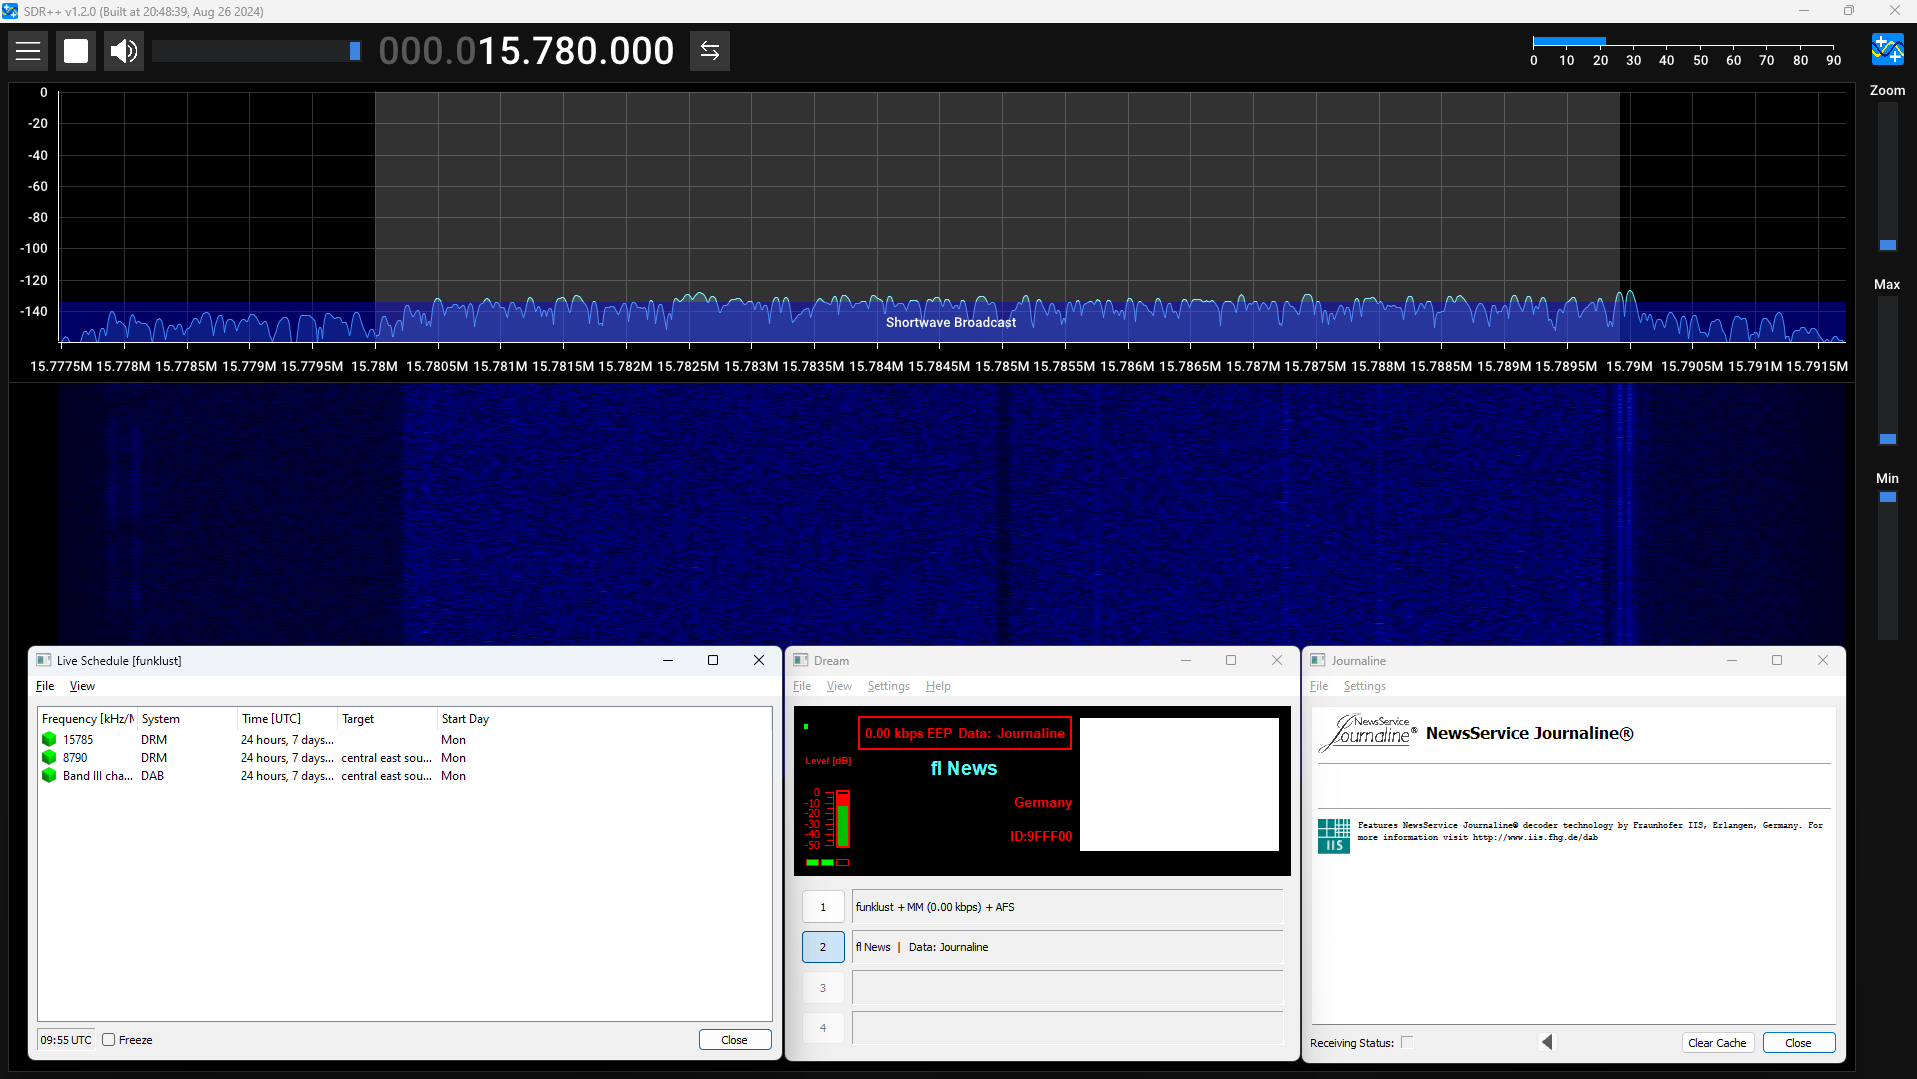 SDR++ v1.2.0 (Built at 20:48:39, Aug 26 2024)
000.015.780.000
0 10 20 30 40 50 60 70 80 90
Zoom
Max
Min
0
-20
-40
-60
-80
-100
-120
-140
Shortwave Broadcast
15.7775M 15.778M 15.7785M 15.779M 15.7795M 15.78M 15.7805M 15.781M 15.7815M 15.782M 15.7825M 15.783M 15.7835M 15.784M 15.7845M 15.785M 15.7855M 15.786M 15.7865M 15.787M 15.7875M 15.788M 15.7885M 15.789M 15.7895M 15.79M 15.7905M 15.791M 15.7915M
Live Schedule [funklust]
File View
Frequency [kHz/M System Time [UTC] Target Start Day
15785 DRM 24 hours, 7 days... Mon
8790 DRM 24 hours, 7 days... central east sou... Mon
Band III cha... DAB 24 hours, 7 days... central east sou... Mon
09:55 UTC Freeze Close
Dream
File View Settings Help
0.00 kbps EEP Data: Journaline
Level [dB]
fl News
Germany
ID:9FFF00
0
-10
-20
-30
-40
-50
1 funklust + MM (0.00 kbps) + AFS
2 fl News | Data: Journaline
3
4
Journaline
File Settings
NewsService
Journaline® NewsService Journaline®
IIS
Features NewsService Journaline® decoder technology by Fraunhofer IIS, Erlangen, Germany. For
more information visit http://www.iis.fhg.de/dab
Receiving Status: Clear Cache Close